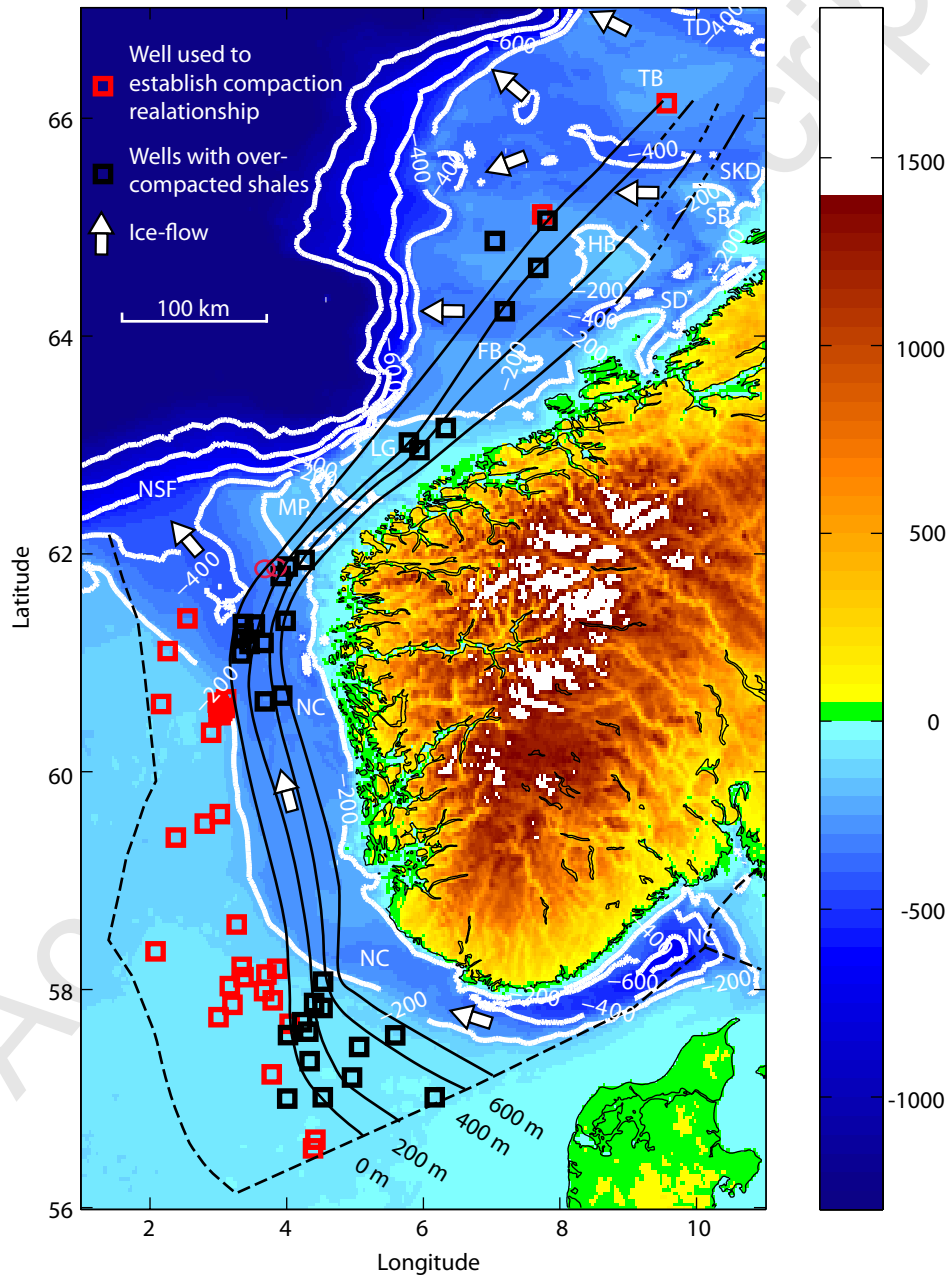 Well used to
establish compaction
realationship
Wells with over-
compacted shales
Ice-flow
100 km
TD
−400
−600
TB
−400
−400
−400
SKD
−200
SB
HB
−200
−200
−400
SD
−200
FB
−200
−600
LG
−200
NSF
MP
−400
−200
NC
−200
NC
−400
NC
−600
−200
−400
−200
0 m
200 m
400 m
600 m
66
64
62
60
58
56
Latitude
2
4
6
8
10
Longitude
1500
1000
500
0
-500
-1000